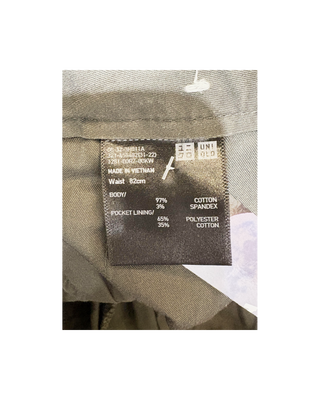 UNI
QLO
MADE IN VIETNAM
Waist 82cm
BODY/
97% COTTON
3% SPANDEX
POCKET LINING/
65% POLYESTER
35% COTTON